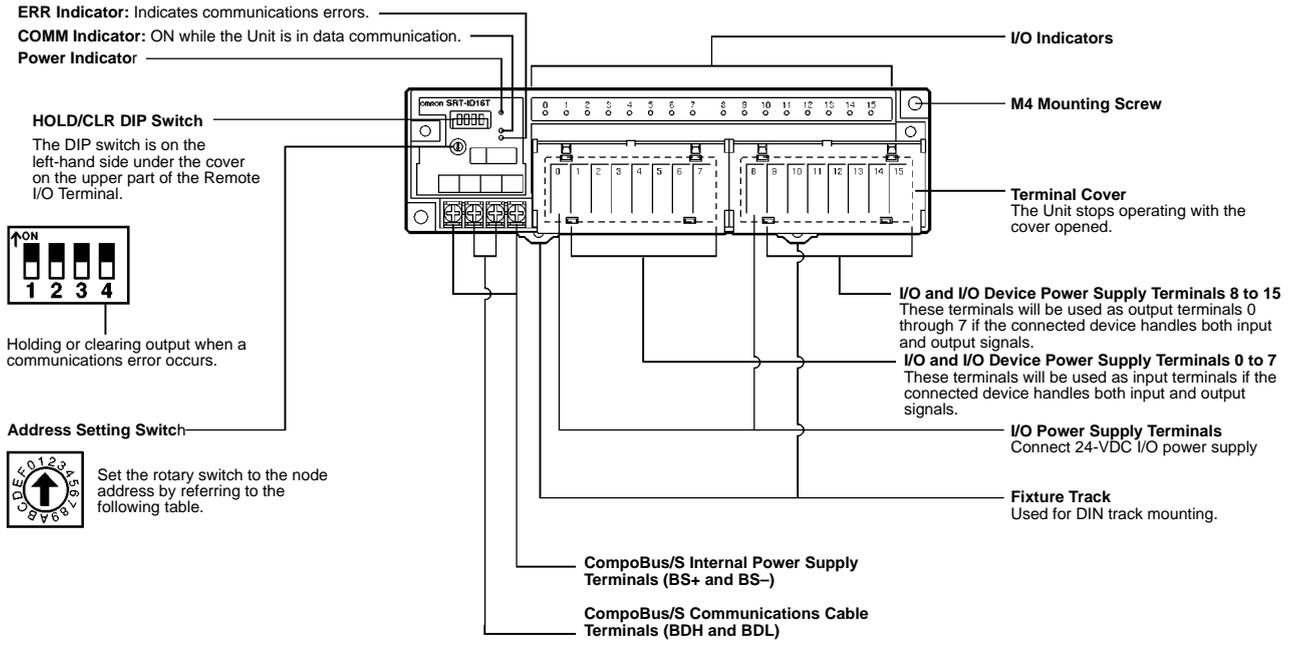 ERR Indicator: Indicates communications errors.
COMM Indicator: ON while the Unit is in data communication.
Power Indicator
HOLD/CLR DIP Switch
The DIP switch is on the
left-hand side under the cover
on the upper part of the Remote
I/O Terminal.
ON
1 2 3 4
Holding or clearing output when a
communications error occurs.
Address Setting Switch
0 1 2 3 4 5 6 7 8 9 A B C D E F
Set the rotary switch to the node
address by referring to the
following table.
omron SRT-ID16T
0 1 2 3 4 5 6 7 8 9 10 11 12 13 14 15
0 1 2 3 4 5 6 7
8 9 10 11 12 13 14 15
I/O Indicators
M4 Mounting Screw
Terminal Cover
The Unit stops operating with the
cover opened.
I/O and I/O Device Power Supply Terminals 8 to 15
These terminals will be used as output terminals 0
through 7 if the connected device handles both input
and output signals.
I/O and I/O Device Power Supply Terminals 0 to 7
These terminals will be used as input terminals if the
connected device handles both input and output
signals.
I/O Power Supply Terminals
Connect 24-VDC I/O power supply
Fixture Track
Used for DIN track mounting.
CompoBus/S Internal Power Supply
Terminals (BS+ and BS–)
CompoBus/S Communications Cable
Terminals (BDH and BDL)